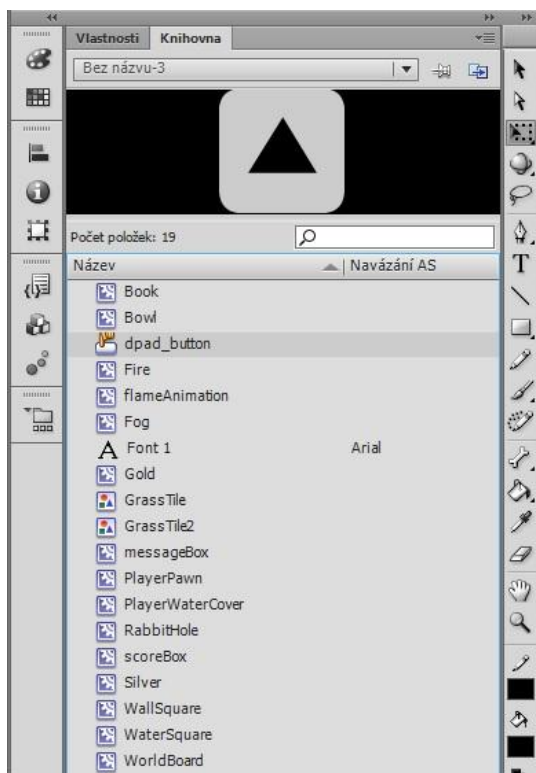 Vlastnosti Knihovna
Bez názvu-3
Počet položek: 19
Název Navázání AS
Book
Bowl
dpad_button
Fire
flameAnimation
Fog
Font 1 Arial
Gold
GrassTile
GrassTile2
messageBox
PlayerPawn
PlayerWaterCover
RabbitHole
scoreBox
Silver
WallSquare
WaterSquare
WorldBoard